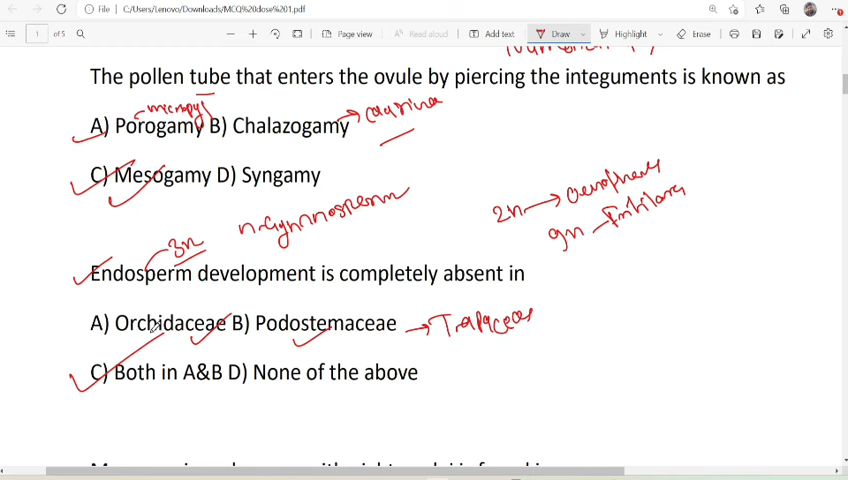 File C:/Users/Lenovo/Downloads/MCQ%20dose%201.pdf
1 of 5 Page view Read aloud Add text Draw Highlight Erase
The pollen tube that enters the ovule by piercing the integuments is known as
A) Porogamy B) Chalazogamy
C) Mesogamy D) Syngamy
2n
3n n-Gymnosperm 9n
Endosperm development is completely absent in
A) Orchidaceae B) Podostemaceae → Trapaceae
C) Both in A&B D) None of the above